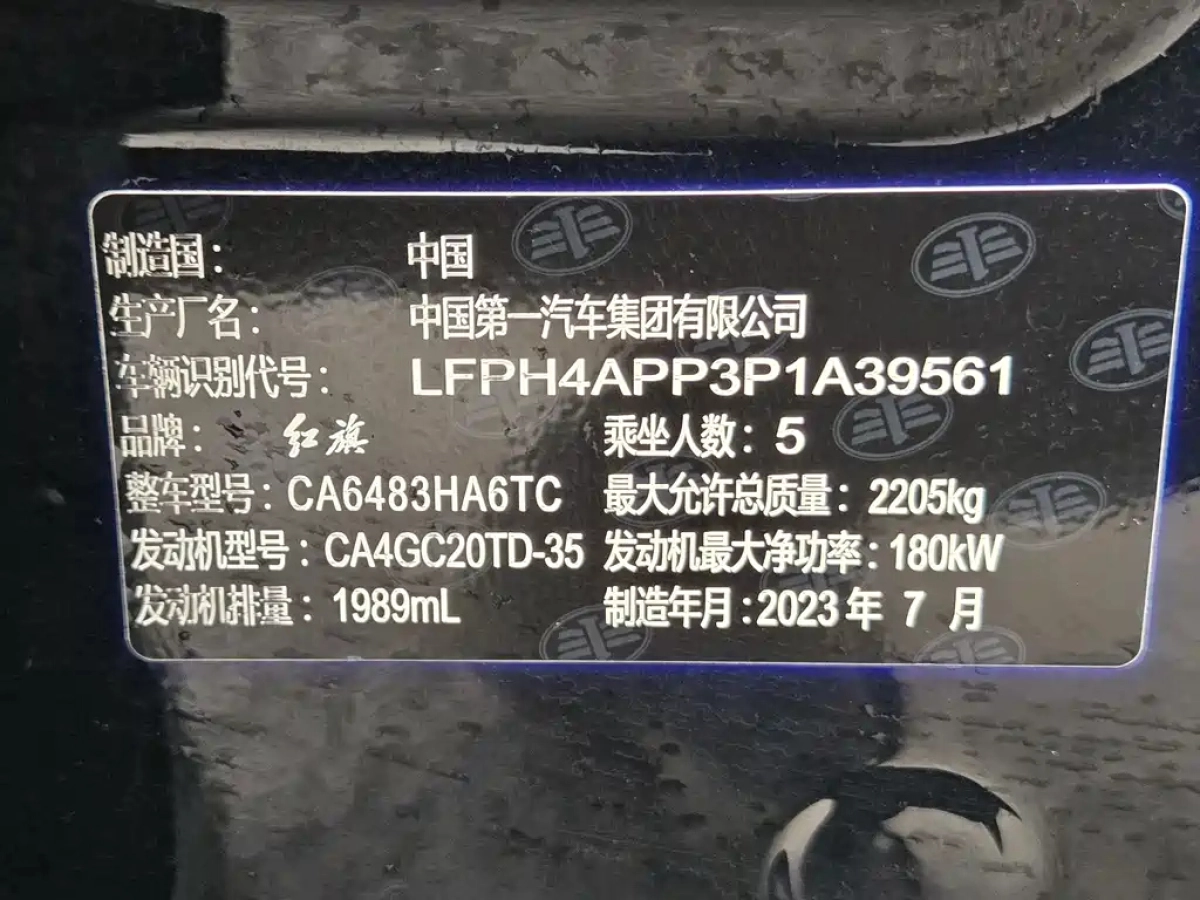 制造国： 中国
生产厂名： 中国第一汽车集团有限公司
车辆识别代号： LFPH4APP3P1A39561
品牌： 红旗 乘坐人数：5
整车型号：CA6483HA6TC 最大允许总质量：2205kg
发动机型号：CA4GC20TD-35 发动机最大净功率：180kW
发动机排量：1989mL 制造年月：2023年 7 月